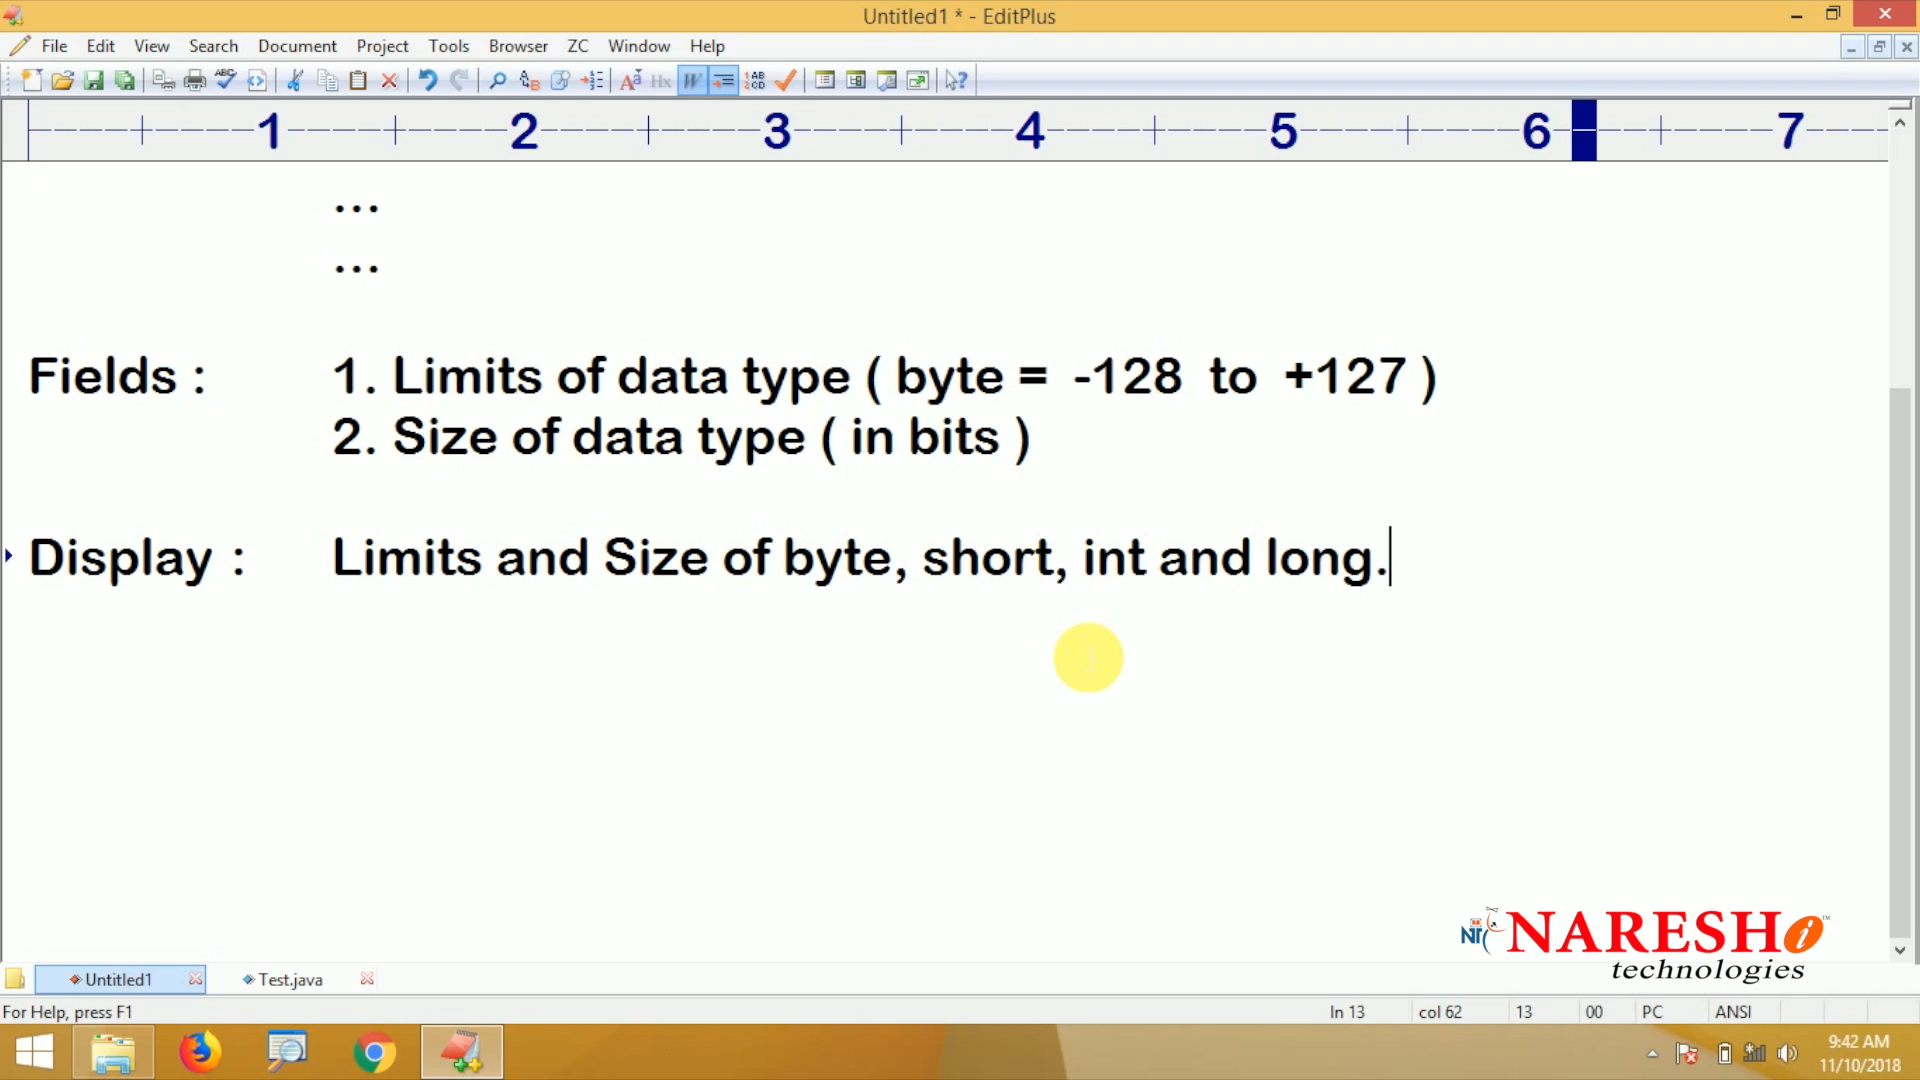 Untitled1 * - EditPlus
File Edit View Search Document Project Tools Browser ZC Window Help
1 2 3 4 5 6 7
...
...
Fields : 1. Limits of data type ( byte = -128 to +127 )
2. Size of data type ( in bits )
Display : Limits and Size of byte, short, int and long.
NARESH i ™
technologies
Untitled1 Test.java
For Help, press F1 ln 13 col 62 13 00 PC ANSI
9:42 AM
11/10/2018